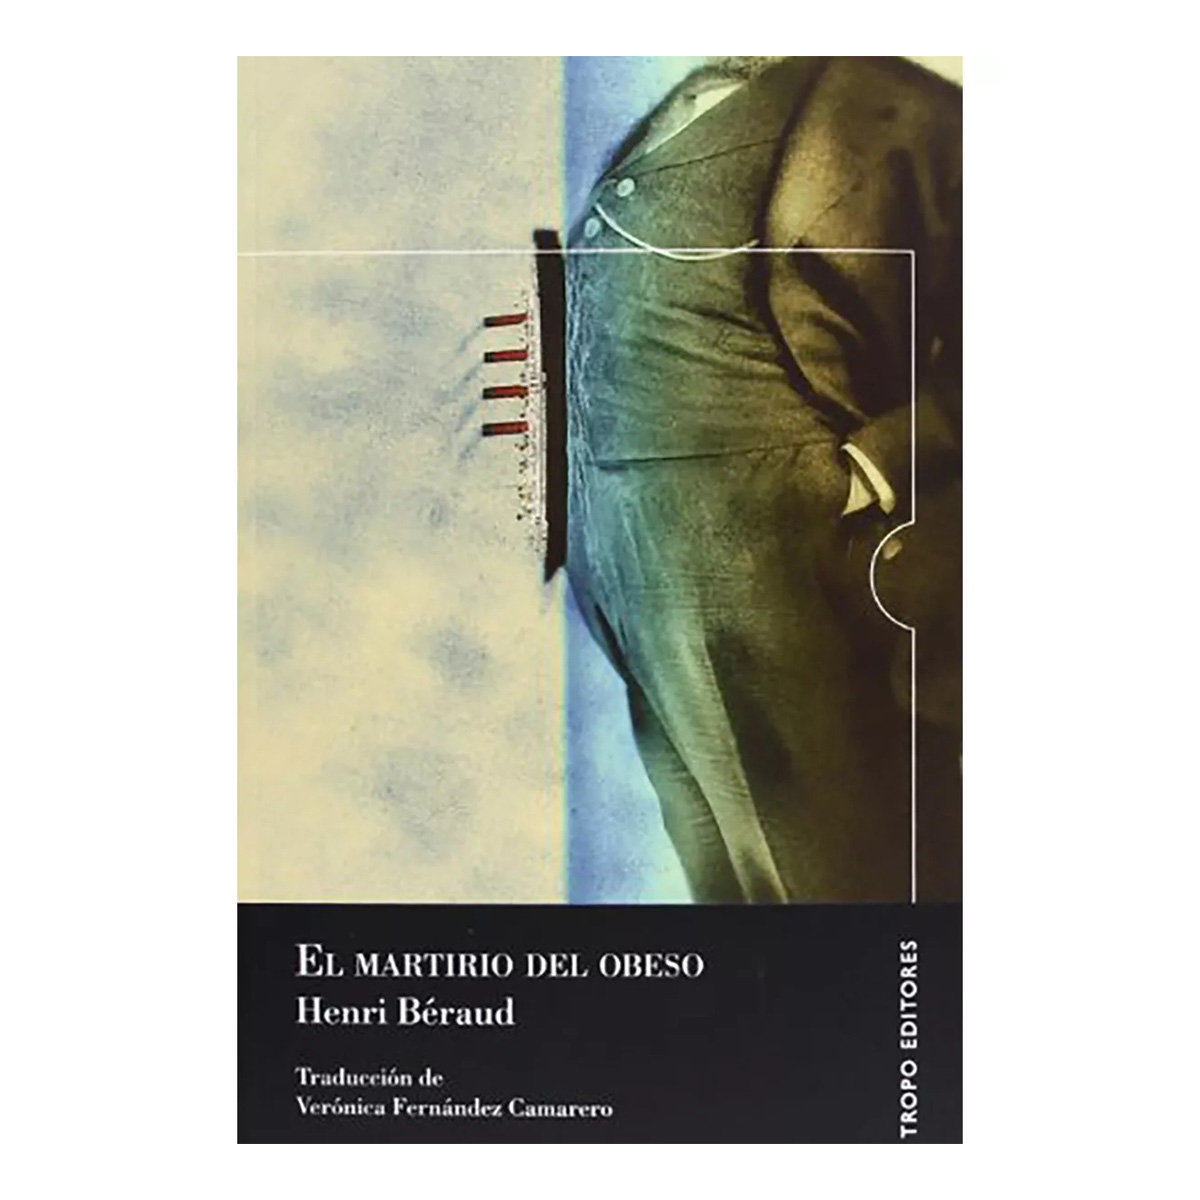 El martirio del obeso
Henri Béraud
Traducción de
Verónica Fernández Camarero
TROPO EDITORES